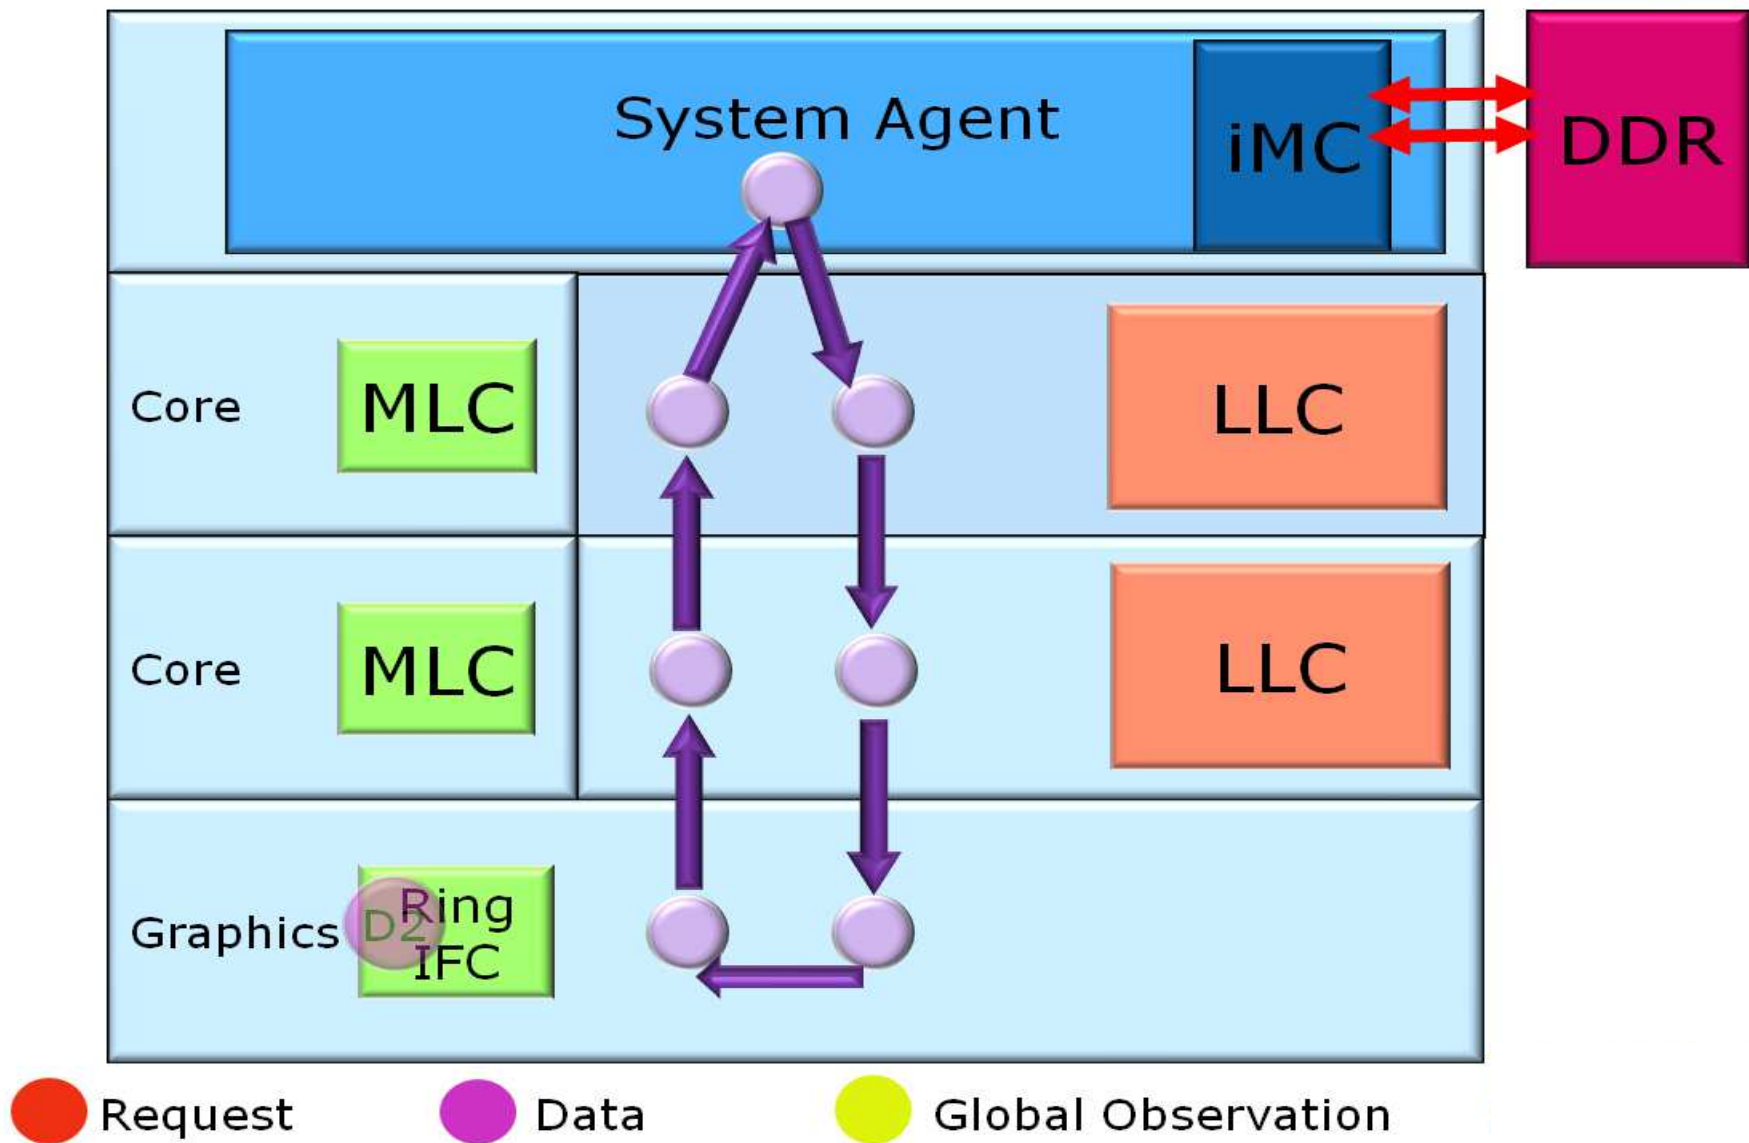 System Agent
iMC
DDR
Core
MLC
LLC
Core
MLC
LLC
Graphics
D2
Ring
IFC
Request
Data
Global Observation